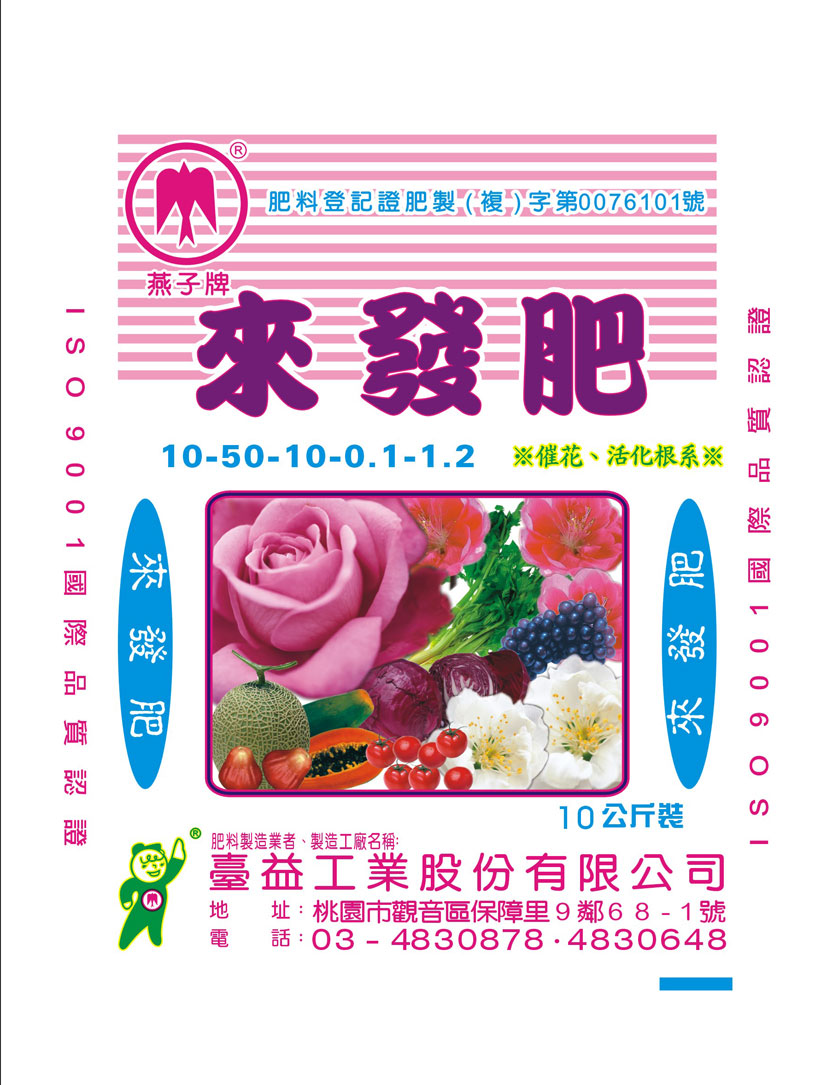 ®
肥料登記證肥製(複)字第0076101號
燕子牌
來發肥
10-50-10-0.1-1.2
※催花、活化根系※
ISO9001國際品質認證
ISO9001國際品質認證
來發肥
來發肥
10公斤裝
®
肥料製造業者、製造工廠名稱:
臺益工業股份有限公司
地 址:桃園市觀音區保障里9鄰68-1號
電 話:03-4830878·4830648